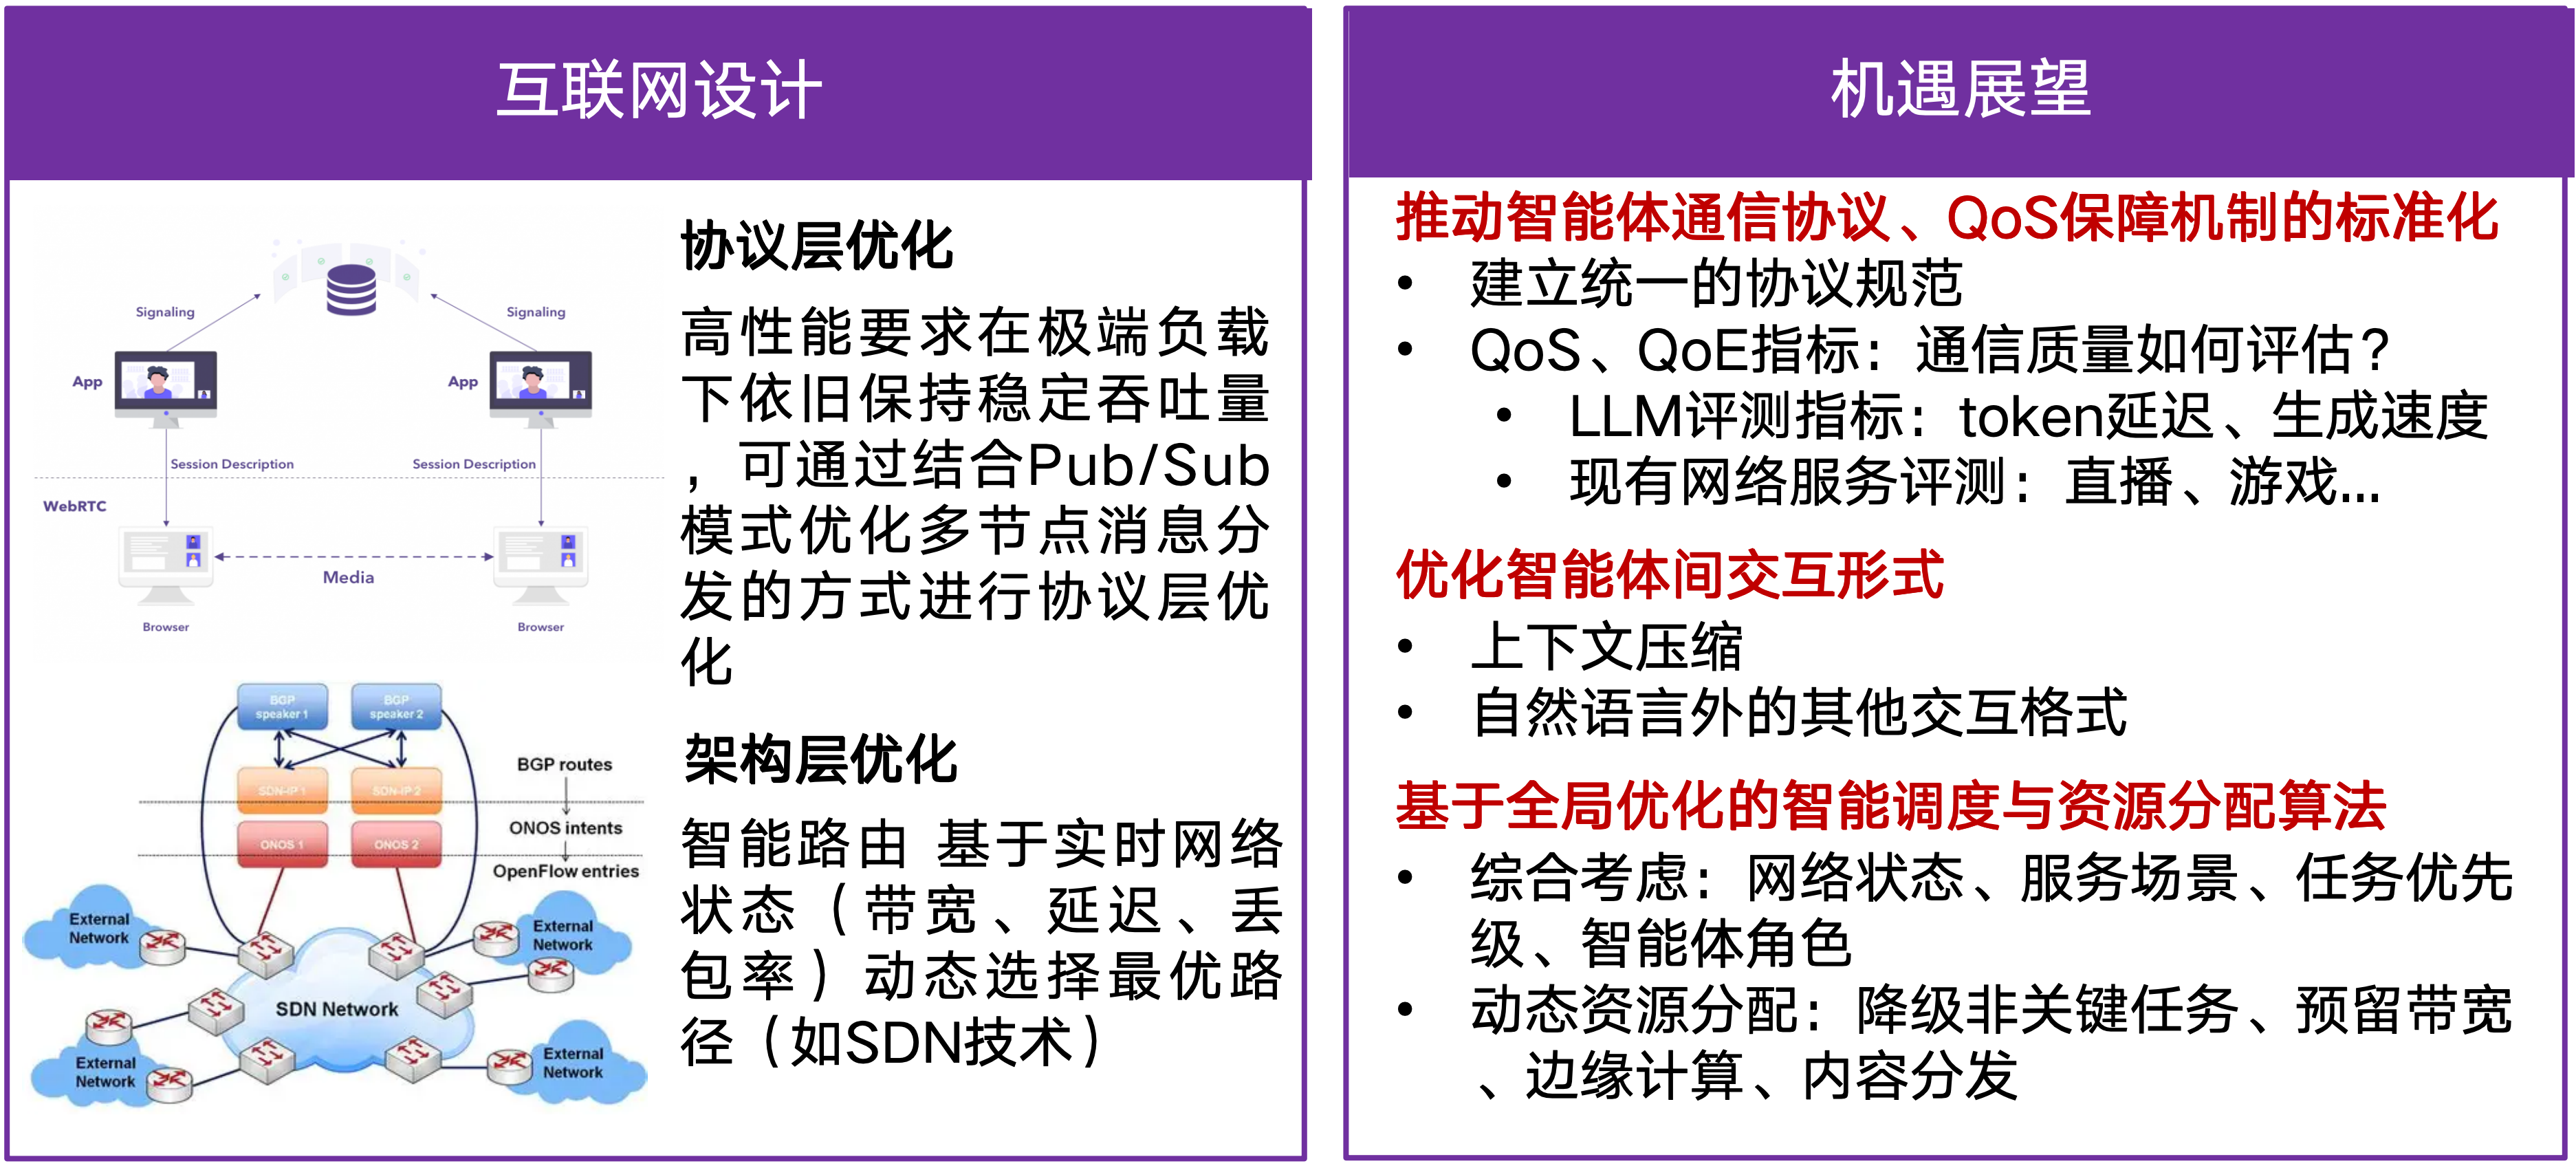 互联网设计
Signaling
Signaling
App
App
Session Description
Session Description
WebRTC
Media
Browser
Browser
BGP
speaker 1
BGP
speaker 2
SDN-IP 1
SDN-IP 2
ONOS 1
ONOS 2
BGP routes
ONOS intents
OpenFlow entries
External
Network
External
Network
SDN Network
External
Network
External
Network
协议层优化
高性能要求在极端负载
下依旧保持稳定吞吐量
，可通过结合Pub/Sub
模式优化多节点消息分
发的方式进行协议层优
化
架构层优化
智能路由 基于实时网络
状态（带宽、延迟、丢
包率）动态选择最优路
径（如SDN技术）
机遇展望
推动智能体通信协议、QoS保障机制的标准化
• 建立统一的协议规范
• QoS、QoE指标：通信质量如何评估？
• LLM评测指标：token延迟、生成速度
• 现有网络服务评测：直播、游戏...
优化智能体间交互形式
• 上下文压缩
• 自然语言外的其他交互格式
基于全局优化的智能调度与资源分配算法
• 综合考虑：网络状态、服务场景、任务优先
级、智能体角色
• 动态资源分配：降级非关键任务、预留带宽
、边缘计算、内容分发